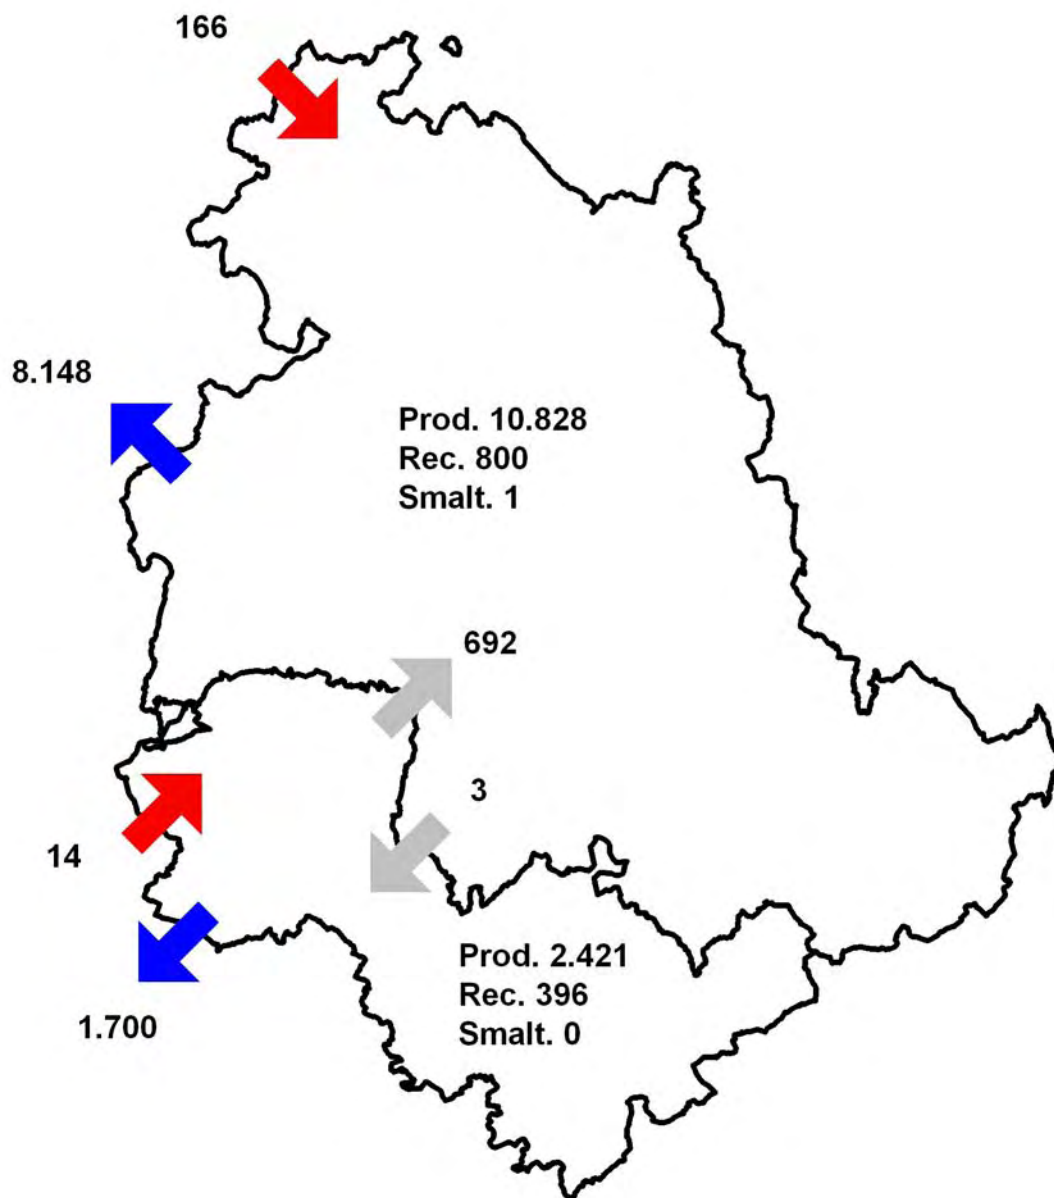 166
8.148
Prod. 10.828
Rec. 800
Smalt. 1
692
3
14
Prod. 2.421
Rec. 396
Smalt. 0
1.700